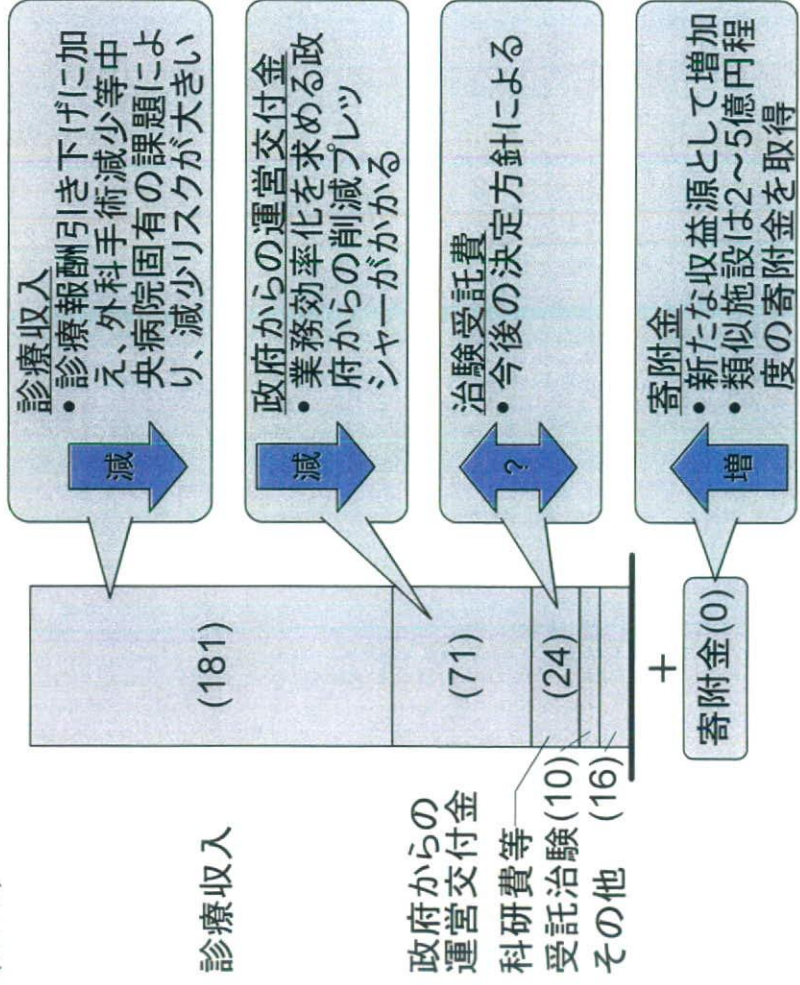 診療収入
政府からの
運営交付金
科研費等
受託治験(10)
その他 (16)
(181)
(71)
(24)
+
寄附金(0)
減
診療収入
• 診療報酬引き下げに加
え、外科手術減少等中
央病院固有の課題によ
り、減少リスクが大きい
減
政府からの運営交付金
• 業務効率化を求める政
府からの削減プレッ
シャーがかかる
?
治験受託費
• 今後の決定方針による
増
寄附金
• 新たな収益源として増加
• 類似施設は2~5億円程
度の寄附金を取得